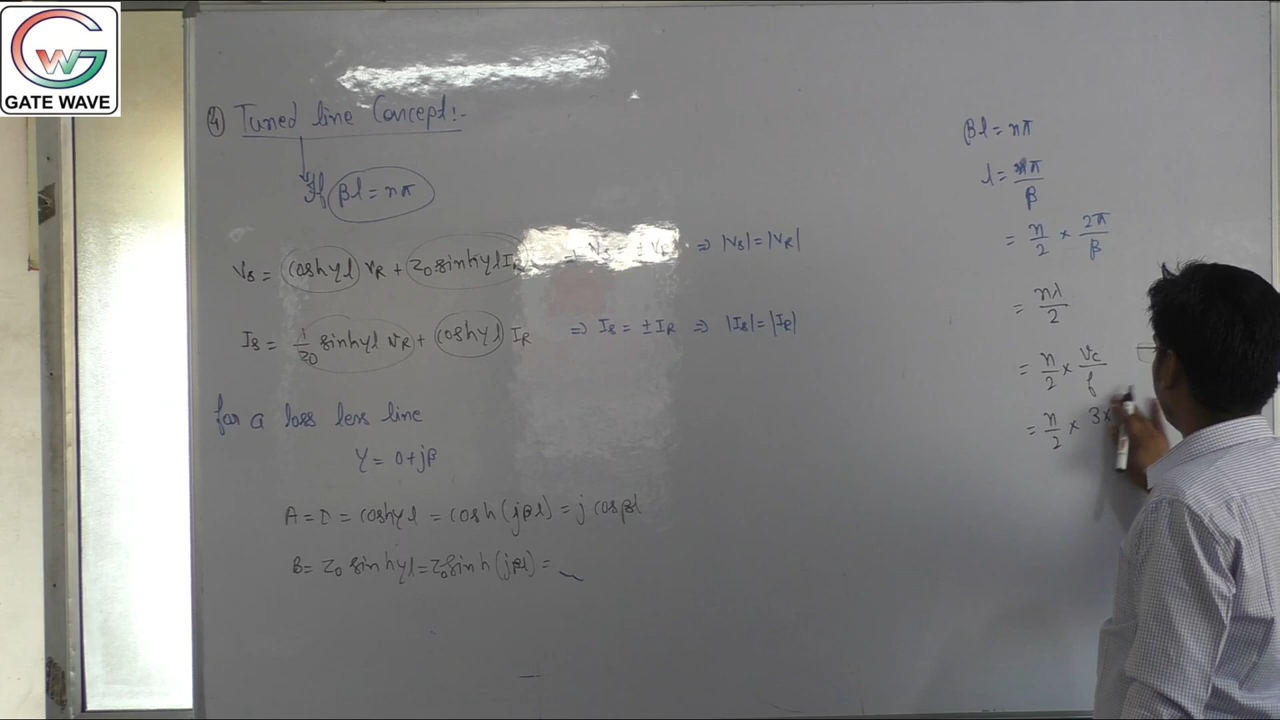 GATE WAVE
④ Tuned line Concept:-
If βl = nπ
Vs = coshγl VR + Z0 sinhγl IR ⇒ Vs = ±VR ⇒ |Vs| = |VR|
Is = 1/Z0 sinhγl VR + coshγl IR ⇒ Is = ±IR ⇒ |Is| = |IR|
for a loss less line
γ = 0+jβ
A = D = coshγl = cosh(jβl) = j cosβl
B = Z0 sinhγl = Z0 sinh(jβl) =
βl = nπ
l = nπ/β
= n/2 × 2π/β
= nλ/2
= n/2 × vc/f
= n/2 × 3×